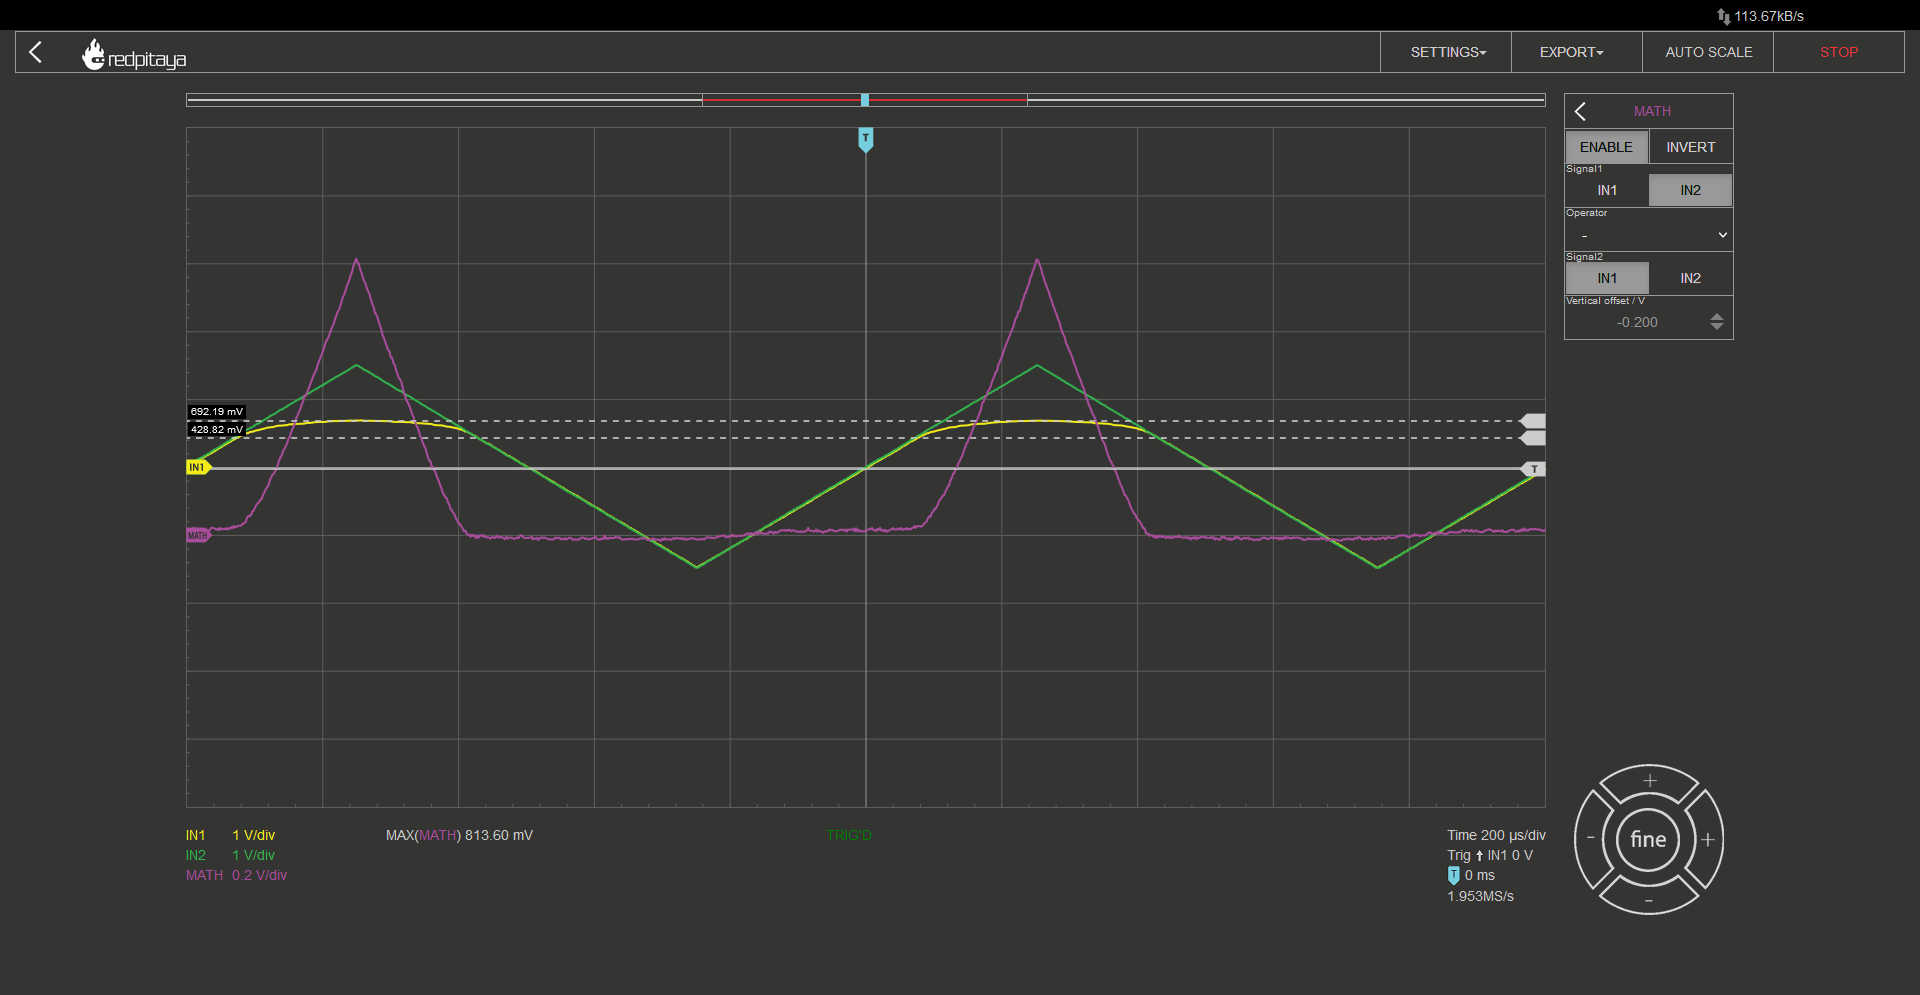 113.67kB/s
redpitaya
SETTINGS
EXPORT
AUTO SCALE
STOP
MATH
ENABLE INVERT
Signal1
IN1 IN2
Operator
-
Signal2
IN1 IN2
Vertical offset / V
-0.200
T
692.19 mV
428.82 mV
IN1
T
MATH
IN1 1 V/div
IN2 1 V/div
MATH 0.2 V/div
MAX(MATH) 813.60 mV
TRIG'D
Time 200 µs/div
Trig IN1 0 V
T 0 ms
1.953MS/s
+
- fine +
-